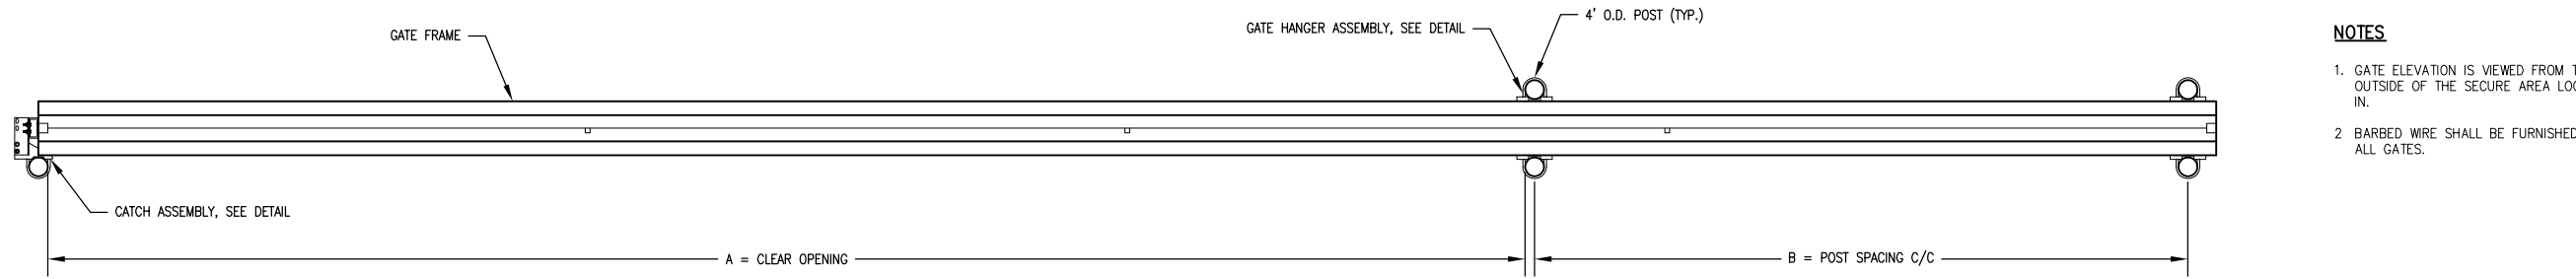 GATE FRAME
GATE HANGER ASSEMBLY, SEE DETAIL
4' O.D. POST (TYP.)
CATCH ASSEMBLY, SEE DETAIL
A = CLEAR OPENING
B = POST SPACING C/C
NOTES
1. GATE ELEVATION IS VIEWED FROM
OUTSIDE OF THE SECURE AREA
IN.
2 BARBED WIRE SHALL BE FURNISHED
ALL GATES.